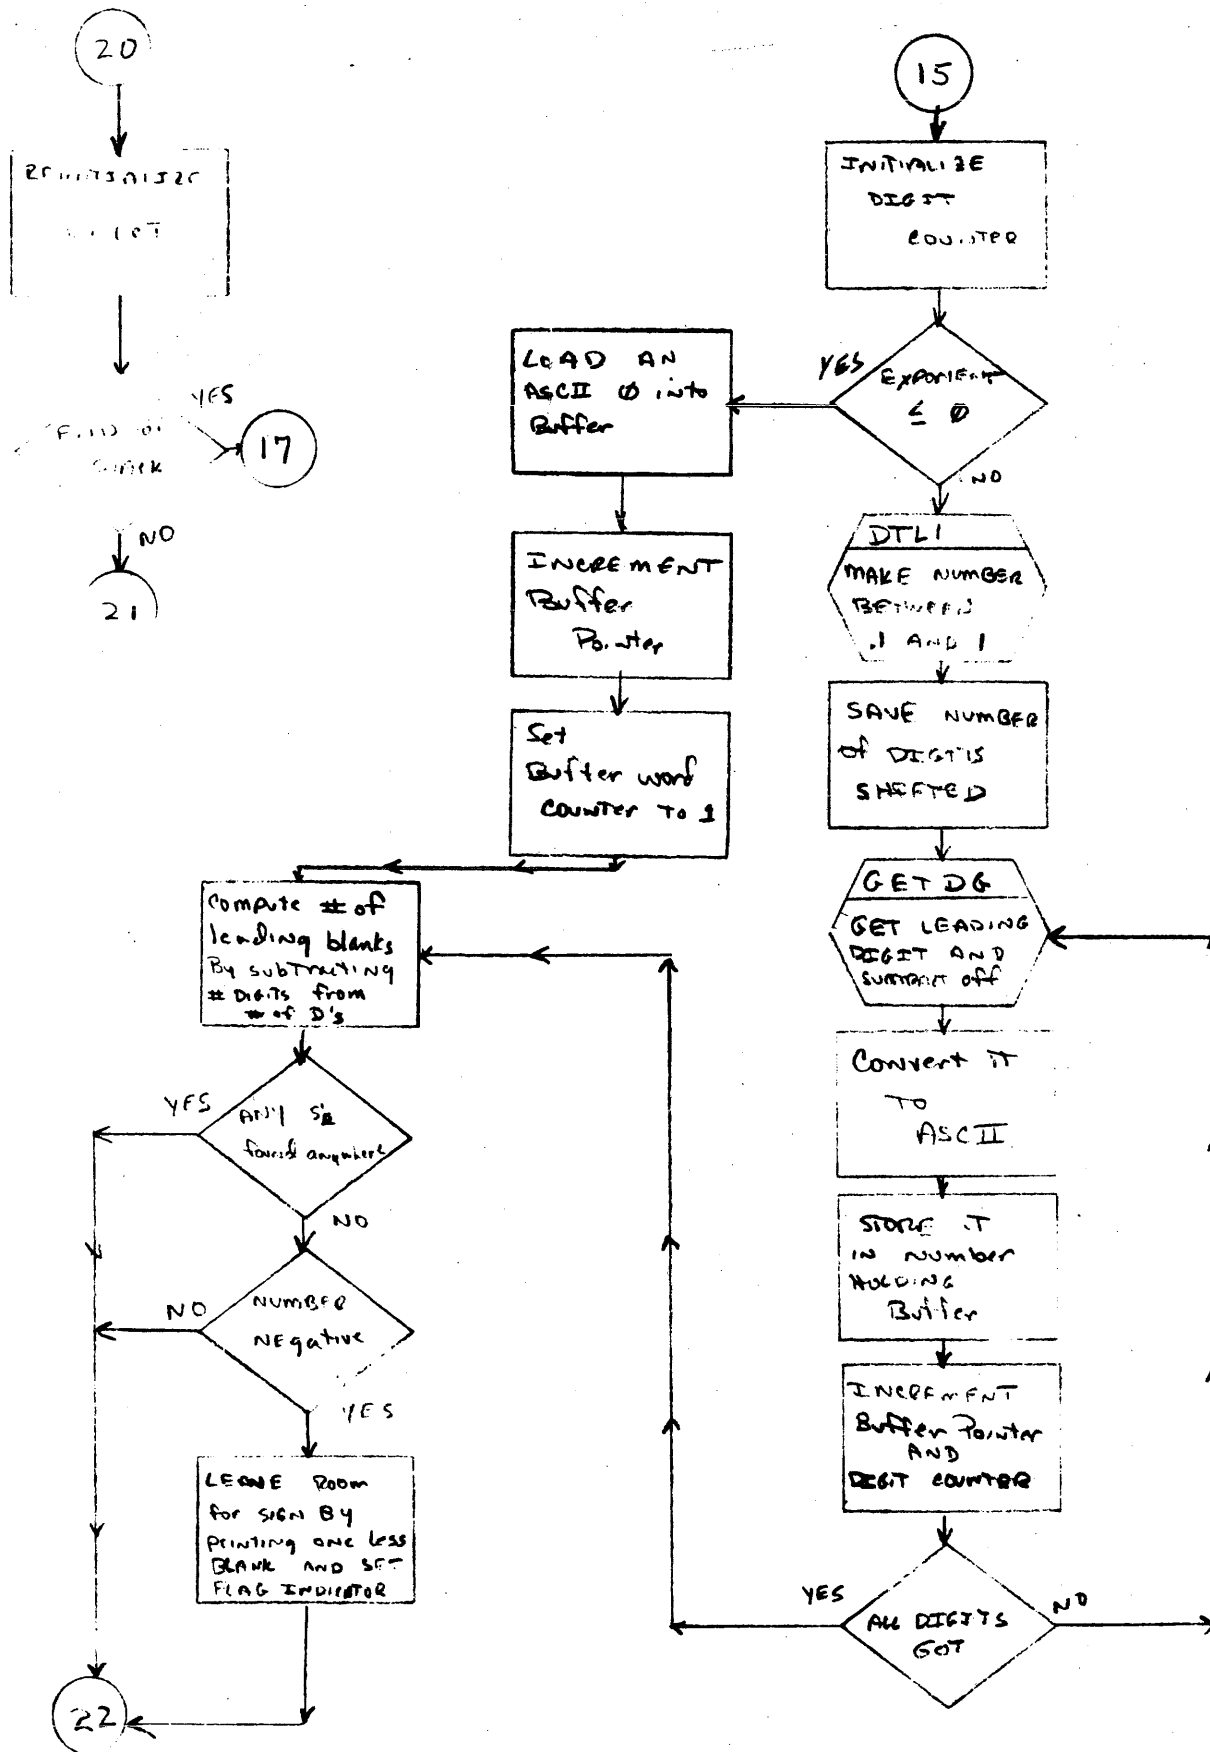 20
YES
17
NO
21
15
INITIALIZE
DIGIT
COUNTER
YES
EXPONENT
≤ Ø
NO
LOAD AN
ASCII Ø into
Buffer
INCREMENT
Buffer
Pointer
Set
Buffer word
COUNTER TO 1
DTL1
MAKE NUMBER
BETWEEN
.1 AND 1
SAVE NUMBER
of DIGTIS
SHIFTED
GETDG
GET LEADING
DIGIT AND
SUBTRACT off
Convert IT
TO
ASCII
STORE IT
IN Number
HOLDING
Buffer
INCREMENT
Buffer Pointer
AND
DIGIT COUNTER
YES
ALL DIGITS
GOT
NO
Compute # of
leading blanks
By subtracting
# DIGITS from
# of D's
YES
ANY S's
found anywhere
NO
NO
NUMBER
NEgative
YES
LEAVE Room
for SIGN BY
printing one less
BLANK AND SET
FLAG INDICATOR
22